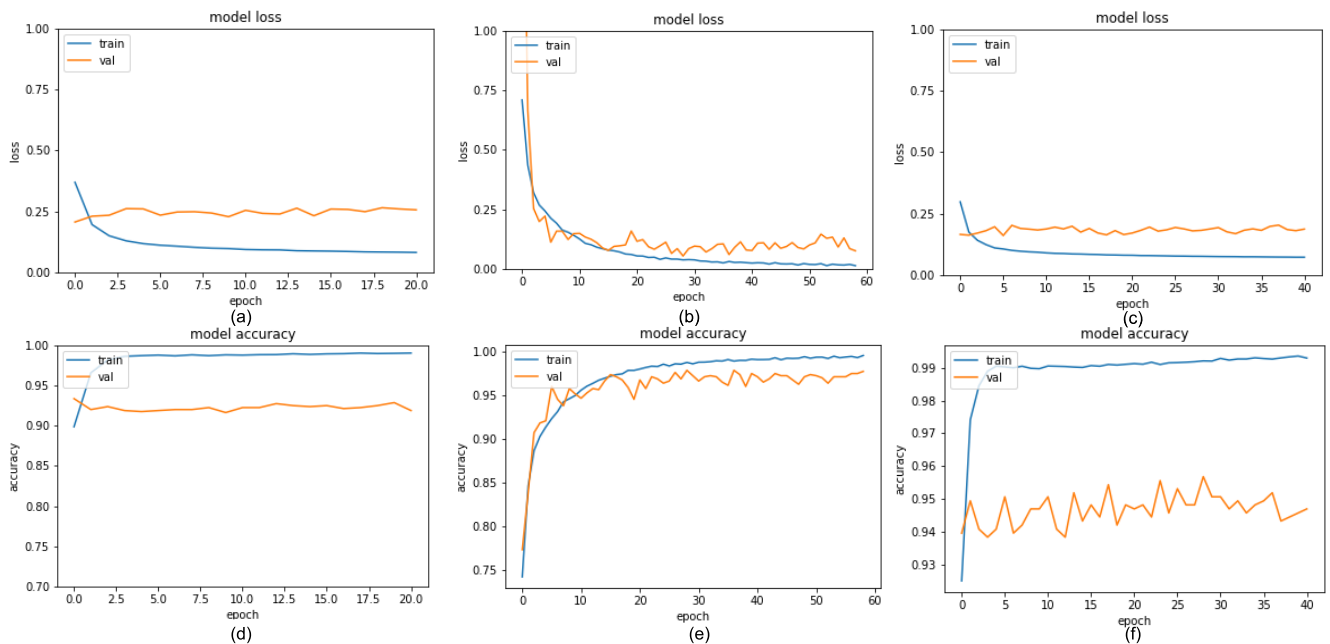 model loss
1.00
0.75
0.50
0.25
0.00
loss
train
val
0.0 2.5 5.0 7.5 10.0 12.5 15.0 17.5 20.0
epoch
(a)
model loss
1.00
0.75
0.50
0.25
0.00
loss
train
val
0 10 20 30 40 50 60
epoch
(b)
model loss
1.00
0.75
0.50
0.25
0.00
loss
train
val
0 5 10 15 20 25 30 35 40
epoch
(c)
model accuracy
1.00
0.95
0.90
0.85
0.80
0.75
0.70
accuracy
train
val
0.0 2.5 5.0 7.5 10.0 12.5 15.0 17.5 20.0
epoch
(d)
model accuracy
1.00
0.95
0.90
0.85
0.80
0.75
accuracy
train
val
0 10 20 30 40 50 60
epoch
(e)
model accuracy
0.99
0.98
0.97
0.96
0.95
0.94
0.93
accuracy
train
val
0 5 10 15 20 25 30 35 40
epoch
(f)